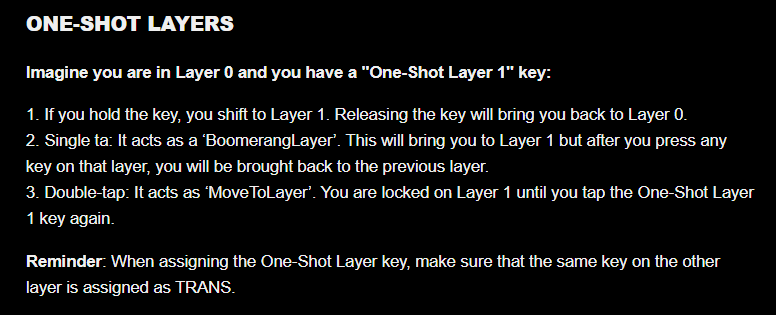 ONE-SHOT LAYERS
Imagine you are in Layer 0 and you have a "One-Shot Layer 1" key:
1. If you hold the key, you shift to Layer 1. Releasing the key will bring you back to Layer 0.
2. Single ta: It acts as a ‘BoomerangLayer’. This will bring you to Layer 1 but after you press any
key on that layer, you will be brought back to the previous layer.
3. Double-tap: It acts as ‘MoveToLayer’. You are locked on Layer 1 until you tap the One-Shot Layer
1 key again.
Reminder: When assigning the One-Shot Layer key, make sure that the same key on the other
layer is assigned as TRANS.